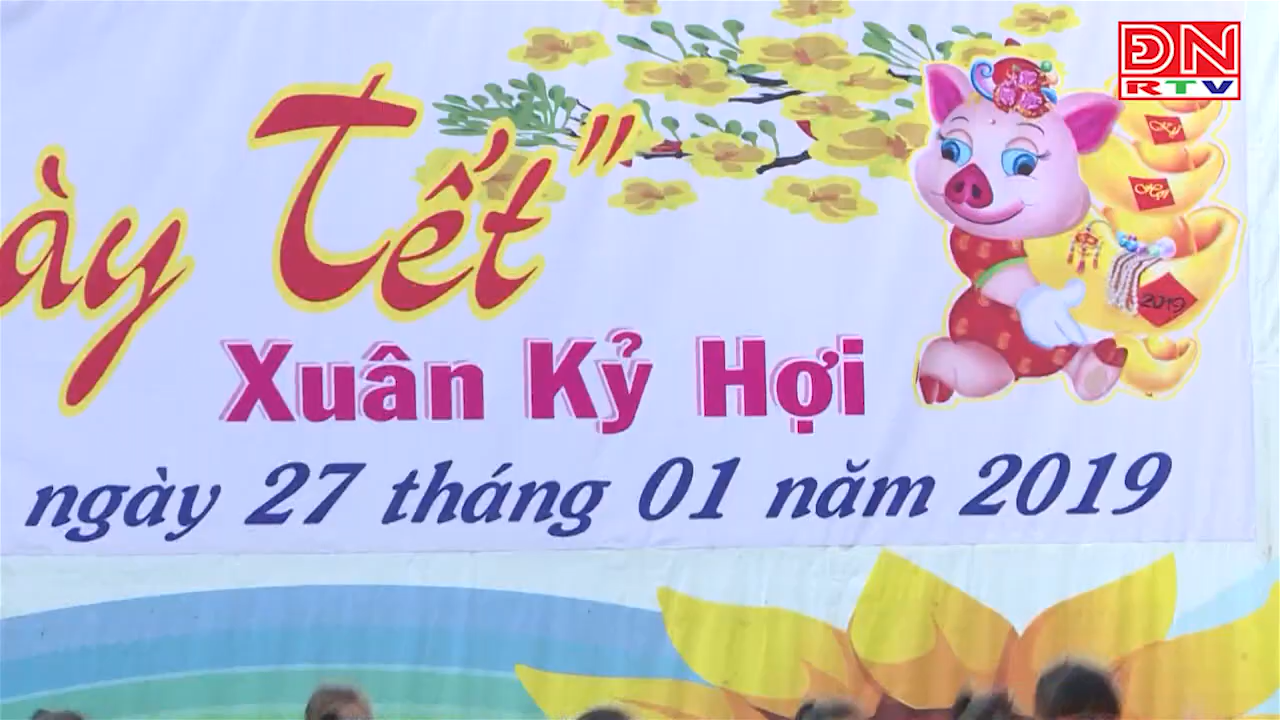 ĐN
RTV
ày Tết"
Xuân Kỷ Hợi
ngày 27 tháng 01 năm 2019
2019